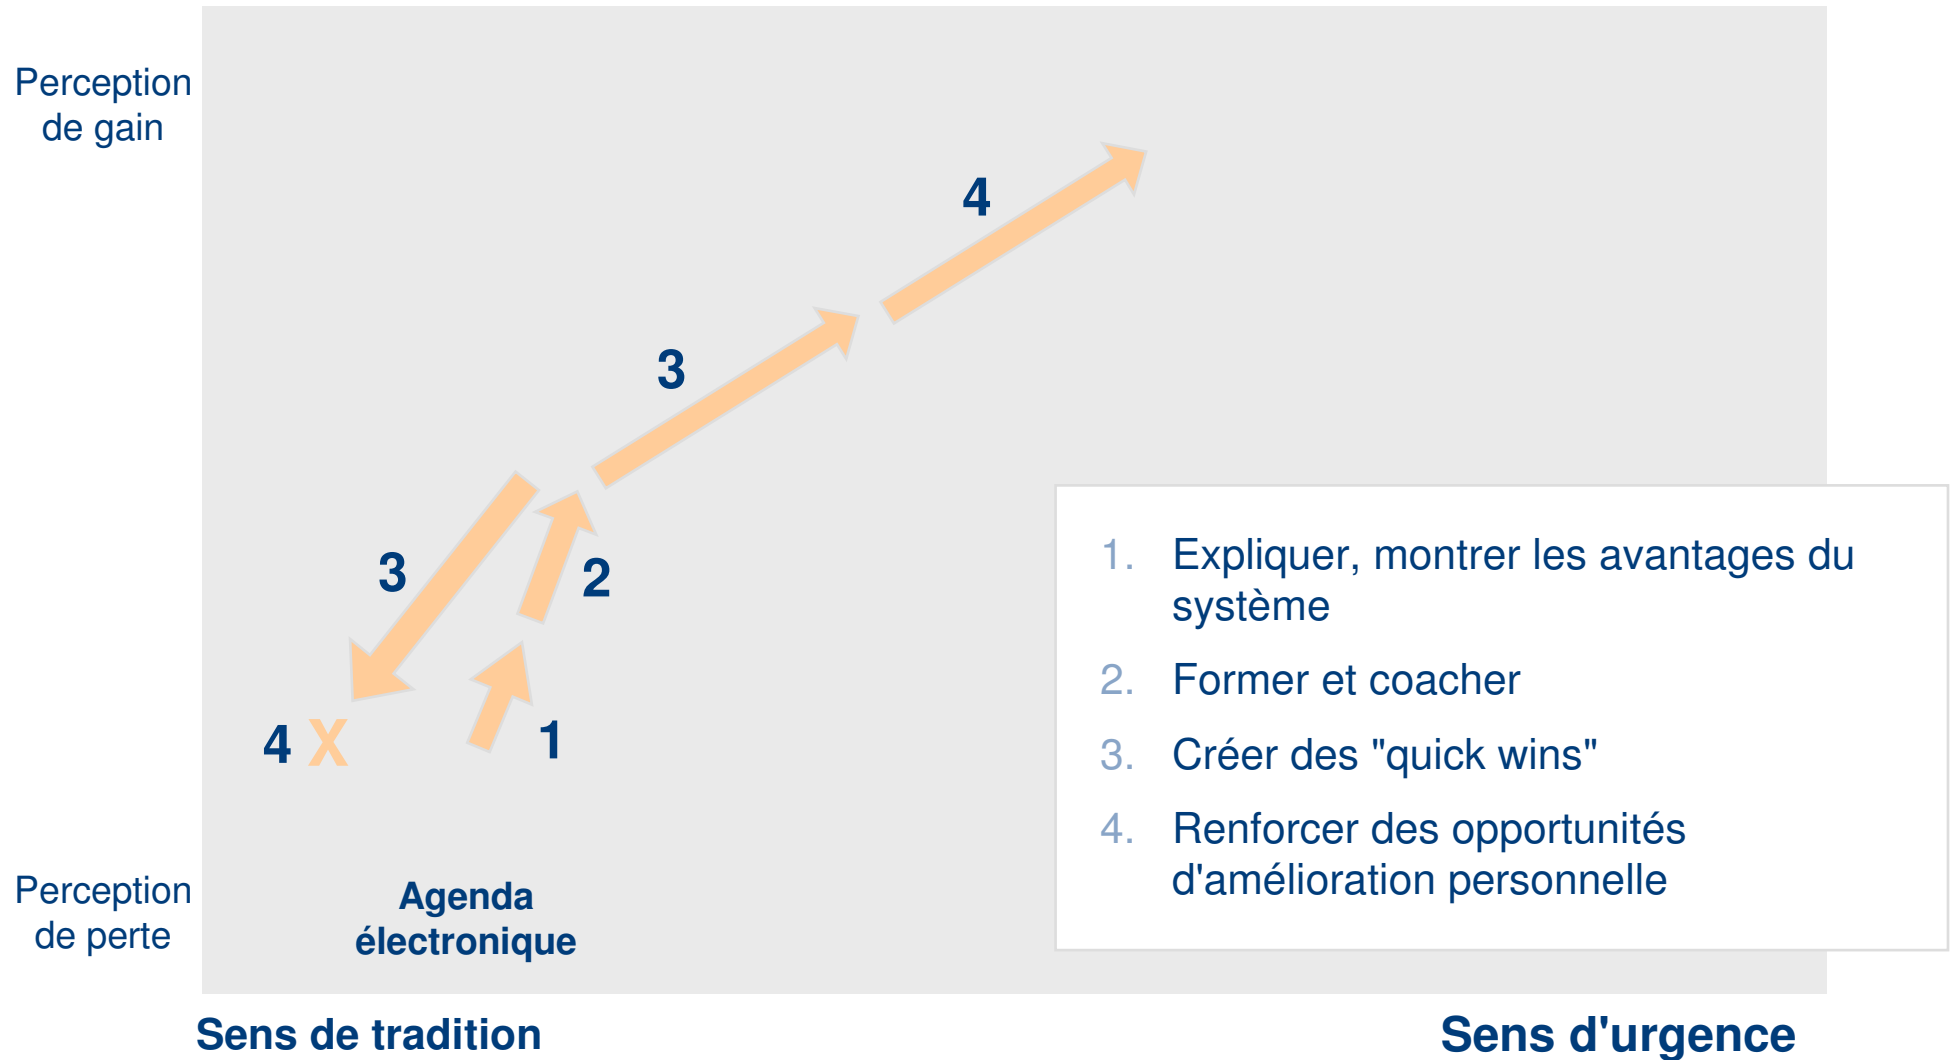 Perception
de gain
4
3
3
2
4 X
1
1. Expliquer, montrer les avantages du
système
2. Former et coacher
3. Créer des "quick wins"
4. Renforcer des opportunités
d'amélioration personnelle
Perception
de perte
Agenda
électronique
Sens de tradition
Sens d'urgence